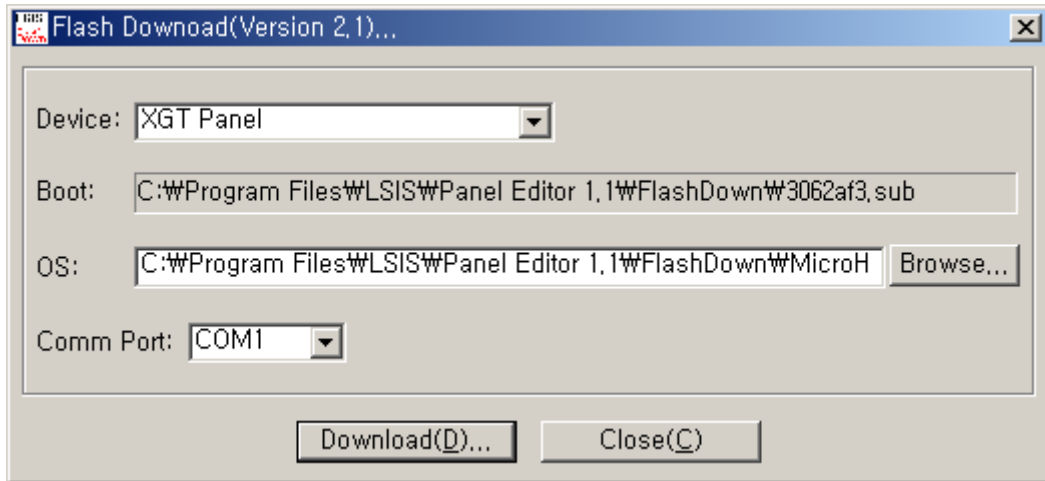 Flash Downoad(Version 2,1),,,
Device: XGT Panel
Boot: C:₩Program Files₩LSIS₩Panel Editor 1,1₩FlashDown₩3062af3,sub
OS: C:₩Program Files₩LSIS₩Panel Editor 1,1₩FlashDown₩MicroH Browse,,,
Comm Port: COM1
Download(D),,, Close(C)